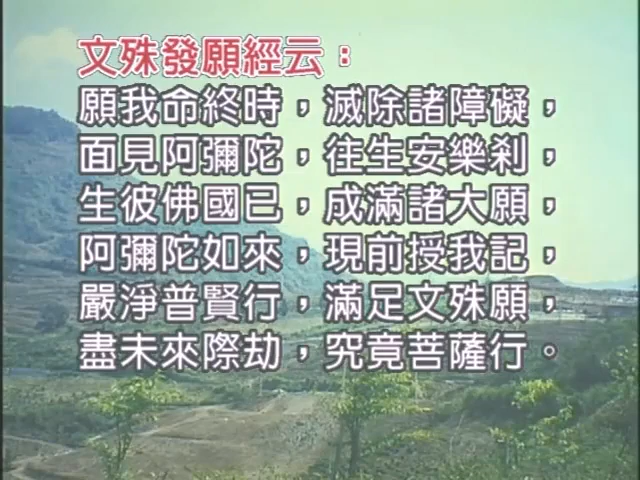 文殊發願經云：
願我命終時，滅除諸障礙，
面見阿彌陀，往生安樂剎，
生彼佛國已，成滿諸大願，
阿彌陀如來，現前授我記，
嚴淨普賢行，滿足文殊願，
盡未來際劫，究竟菩薩行。